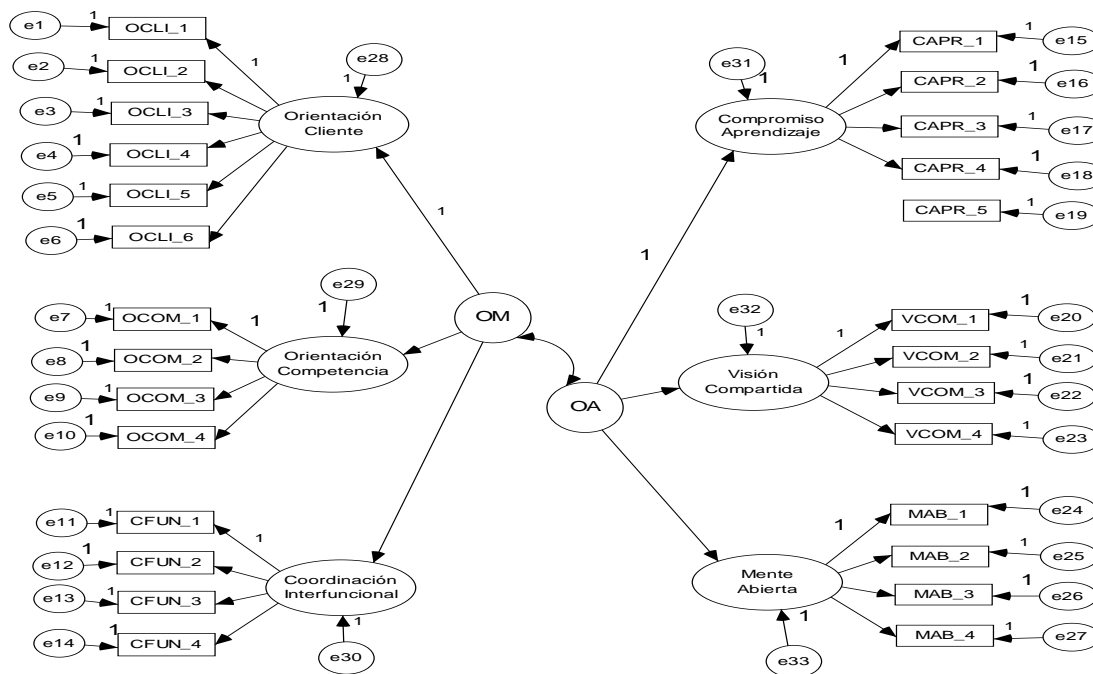 e1
1
OCLI_1
e2
1
OCLI_2
e3
1
OCLI_3
e4
1
OCLI_4
e5
1
OCLI_5
e6
1
OCLI_6
1
e28
1
Orientación
Cliente
1
e7
1
OCOM_1
e8
1
OCOM_2
e9
1
OCOM_3
e10
1
OCOM_4
1
e29
1
Orientación
Competencia
e11
1
CFUN_1
e12
1
CFUN_2
e13
1
CFUN_3
e14
1
CFUN_4
1
Coordinación
Interfuncional
1
e30
OM
OA
e31
1
Compromiso
Aprendizaje
1
1
CAPR_1
1
e15
CAPR_2
1
e16
CAPR_3
1
e17
CAPR_4
1
e18
CAPR_5
1
e19
e32
1
Visión
Compartida
1
VCOM_1
1
e20
VCOM_2
1
e21
VCOM_3
1
e22
VCOM_4
1
e23
Mente
Abierta
1
e33
1
MAB_1
1
e24
MAB_2
1
e25
MAB_3
1
e26
MAB_4
1
e27